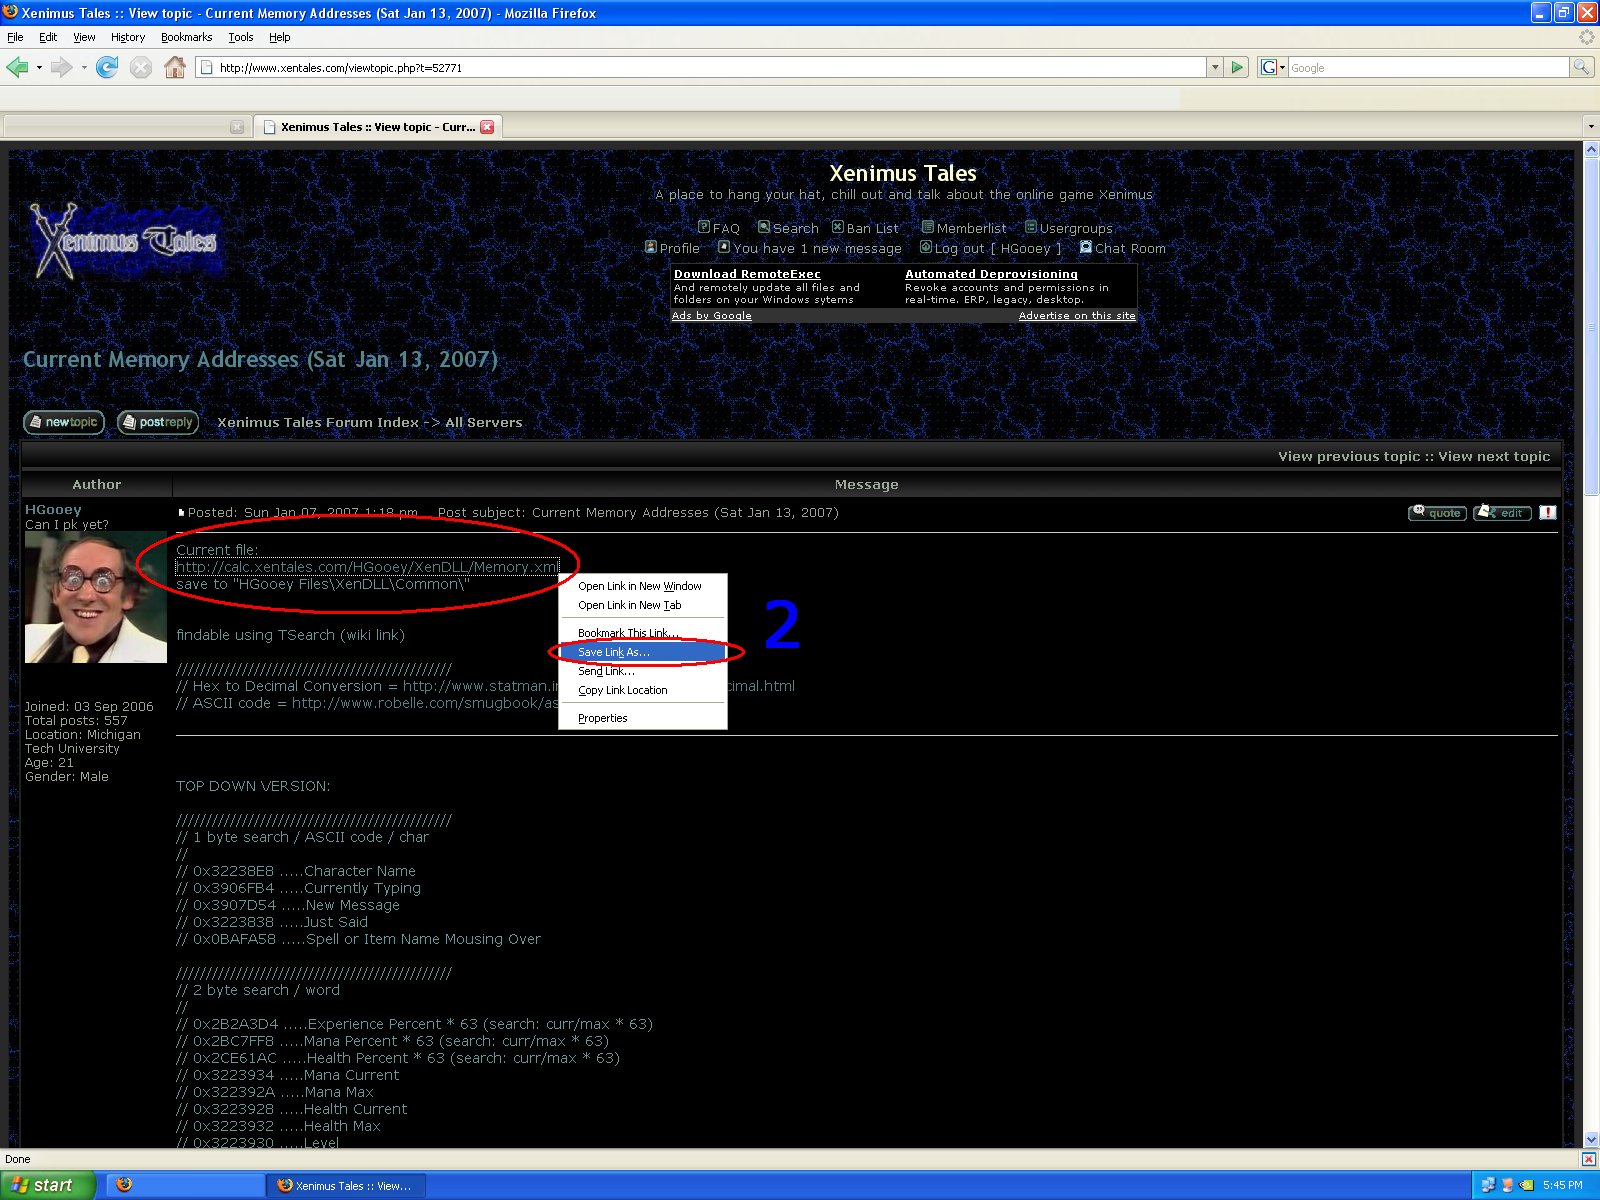 Xenimus Tales :: View topic - Current Memory Addresses (Sat Jan 13, 2007) - Mozilla Firefox
File Edit View History Bookmarks Tools Help
http://www.xentales.com/viewtopic.php?t=52771
G Google
Xenimus Tales :: View topic - Curr...
Xenimus Tales
Xenimus Tales
A place to hang your hat, chill out and talk about the online game Xenimus
FAQ Search Ban List Memberlist Usergroups
Profile You have 1 new message Log out [ HGooey ] Chat Room
Download RemoteExec
And remotely update all files and
folders on your Windows sytems
Automated Deprovisioning
Revoke accounts and permissions in
real-time. ERP, legacy, desktop.
Ads by Google
Advertise on this site
Current Memory Addresses (Sat Jan 13, 2007)
newtopic postreply Xenimus Tales Forum Index -> All Servers
View previous topic :: View next topic
Author Message
HGooey
Can I pk yet?
Joined: 03 Sep 2006
Total posts: 557
Location: Michigan
Tech University
Age: 21
Gender: Male
Posted: Sun Jan 07, 2007 1:18 pm Post subject: Current Memory Addresses (Sat Jan 13, 2007)
quote edit !
Current file:
http://calc.xentales.com/HGooey/XenDLL/Memory.xml
save to "HGooey Files\XenDLL\Common\"
findable using TSearch (wiki link)
//////////////////////////////////////////////
// Hex to Decimal Conversion = http://www.statman.in cimal.html
// ASCII code = http://www.robelle.com/smugbook/as
Open Link in New Window
Open Link in New Tab
Bookmark This Link...
Save Link As...
Send Link...
Copy Link Location
Properties
2
TOP DOWN VERSION:
//////////////////////////////////////////////
// 1 byte search / ASCII code / char
//
// 0x32238E8 .....Character Name
// 0x3906FB4 .....Currently Typing
// 0x3907D54 .....New Message
// 0x3223838 .....Just Said
// 0x0BAFA58 .....Spell or Item Name Mousing Over
//////////////////////////////////////////////
// 2 byte search / word
//
// 0x2B2A3D4 .....Experience Percent * 63 (search: curr/max * 63)
// 0x2BC7FF8 .....Mana Percent * 63 (search: curr/max * 63)
// 0x2CE61AC .....Health Percent * 63 (search: curr/max * 63)
// 0x3223934 .....Mana Current
// 0x322392A .....Mana Max
// 0x3223928 .....Health Current
// 0x3223932 .....Health Max
// 0x3223930 .....Level
Done
start Xenimus Tales :: View... 5:45 PM